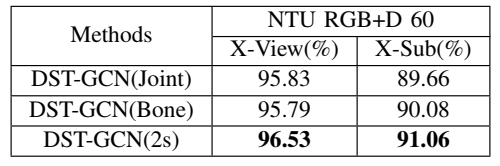 Methods NTU RGB+D 60
X-View(%) X-Sub(%)
DST-GCN(Joint) 95.83 89.66
DST-GCN(Bone) 95.79 90.08
DST-GCN(2s) 96.53 91.06